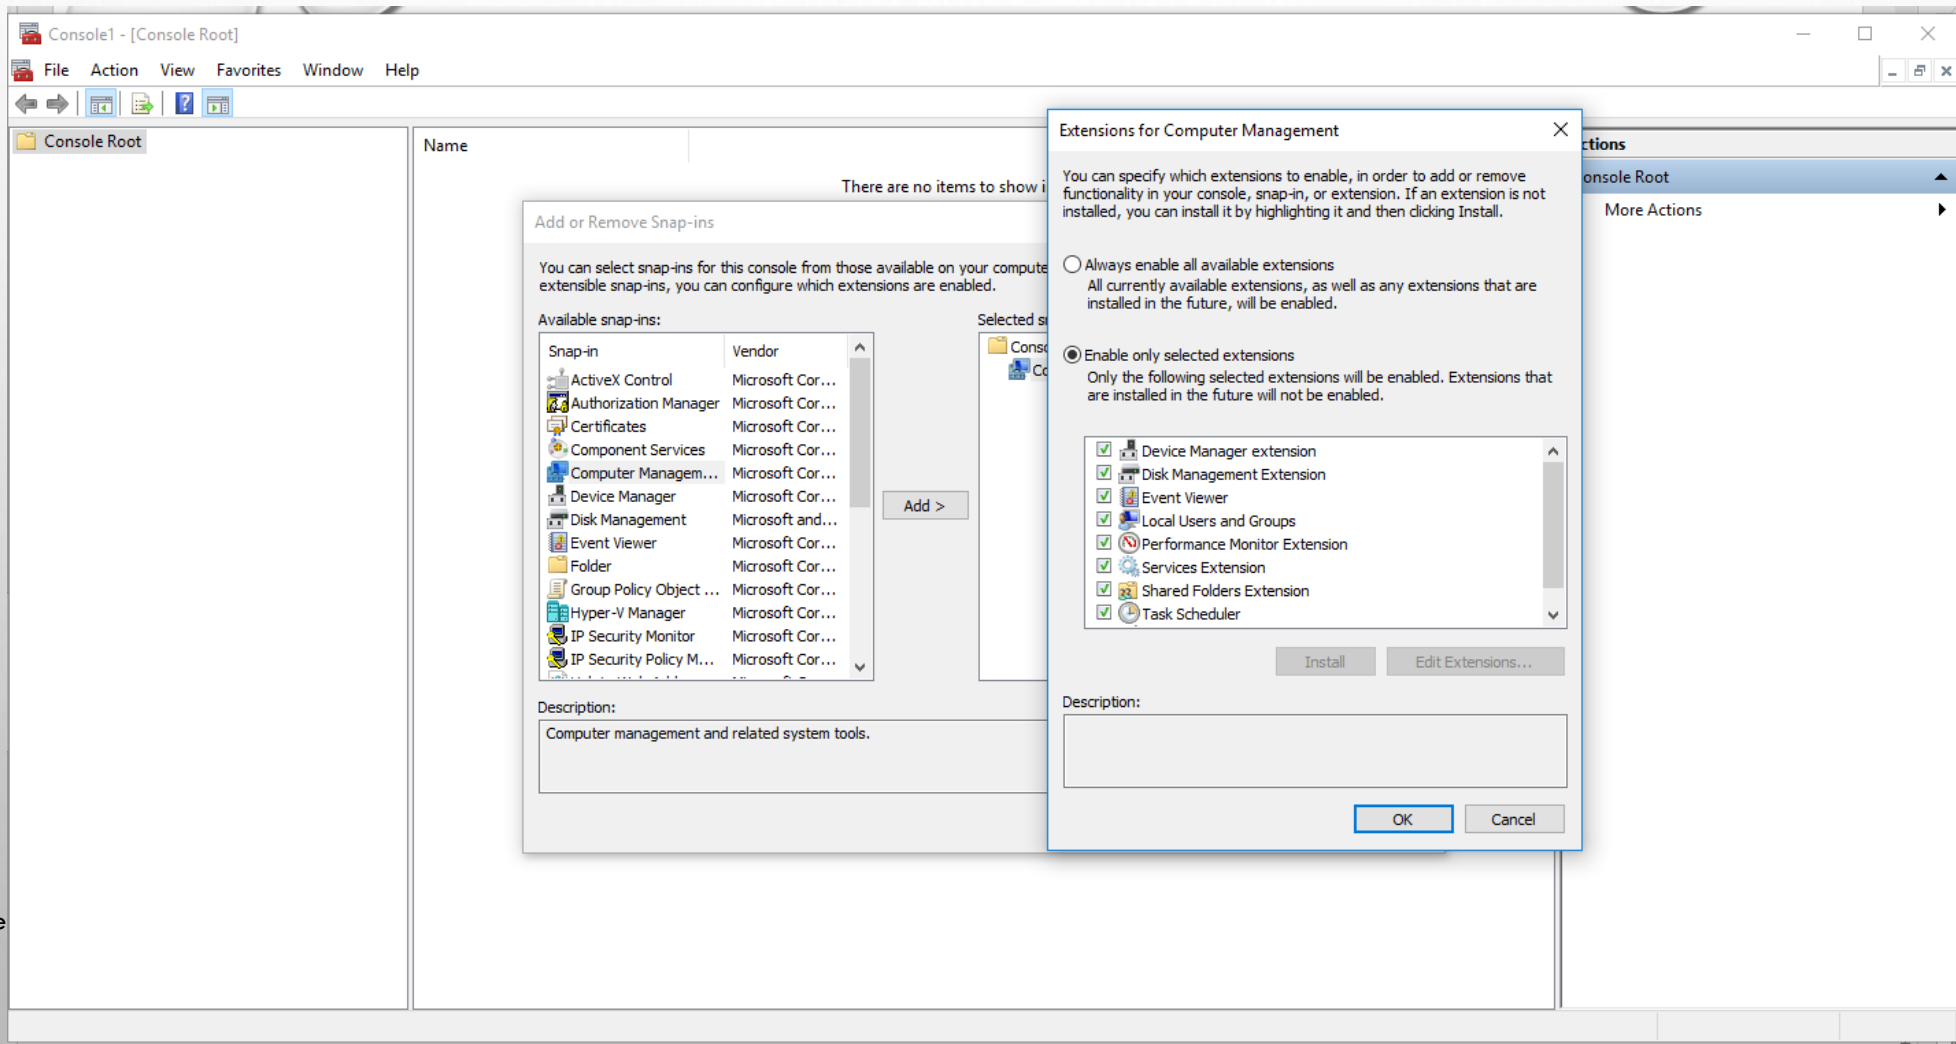 Console1 - [Console Root]
File Action View Favorites Window Help
Console Root
Name
There are no items to show i
Actions
Console Root
More Actions
Add or Remove Snap-ins
You can select snap-ins for this console from those available on your compute
extensible snap-ins, you can configure which extensions are enabled.
Available snap-ins:
Snap-in Vendor
ActiveX Control Microsoft Cor...
Authorization Manager Microsoft Cor...
Certificates Microsoft Cor...
Component Services Microsoft Cor...
Computer Managem... Microsoft Cor...
Device Manager Microsoft Cor...
Disk Management Microsoft and...
Event Viewer Microsoft Cor...
Folder Microsoft Cor...
Group Policy Object ... Microsoft Cor...
Hyper-V Manager Microsoft Cor...
IP Security Monitor Microsoft Cor...
IP Security Policy M... Microsoft Cor...
Add >
Selected s
Conso
Co
Description:
Computer management and related system tools.
Extensions for Computer Management
You can specify which extensions to enable, in order to add or remove
functionality in your console, snap-in, or extension. If an extension is not
installed, you can install it by highlighting it and then clicking Install.
Always enable all available extensions
All currently available extensions, as well as any extensions that are
installed in the future, will be enabled.
Enable only selected extensions
Only the following selected extensions will be enabled. Extensions that
are installed in the future will not be enabled.
Device Manager extension
Disk Management Extension
Event Viewer
Local Users and Groups
Performance Monitor Extension
Services Extension
Shared Folders Extension
Task Scheduler
Install Edit Extensions...
Description:
OK Cancel
e